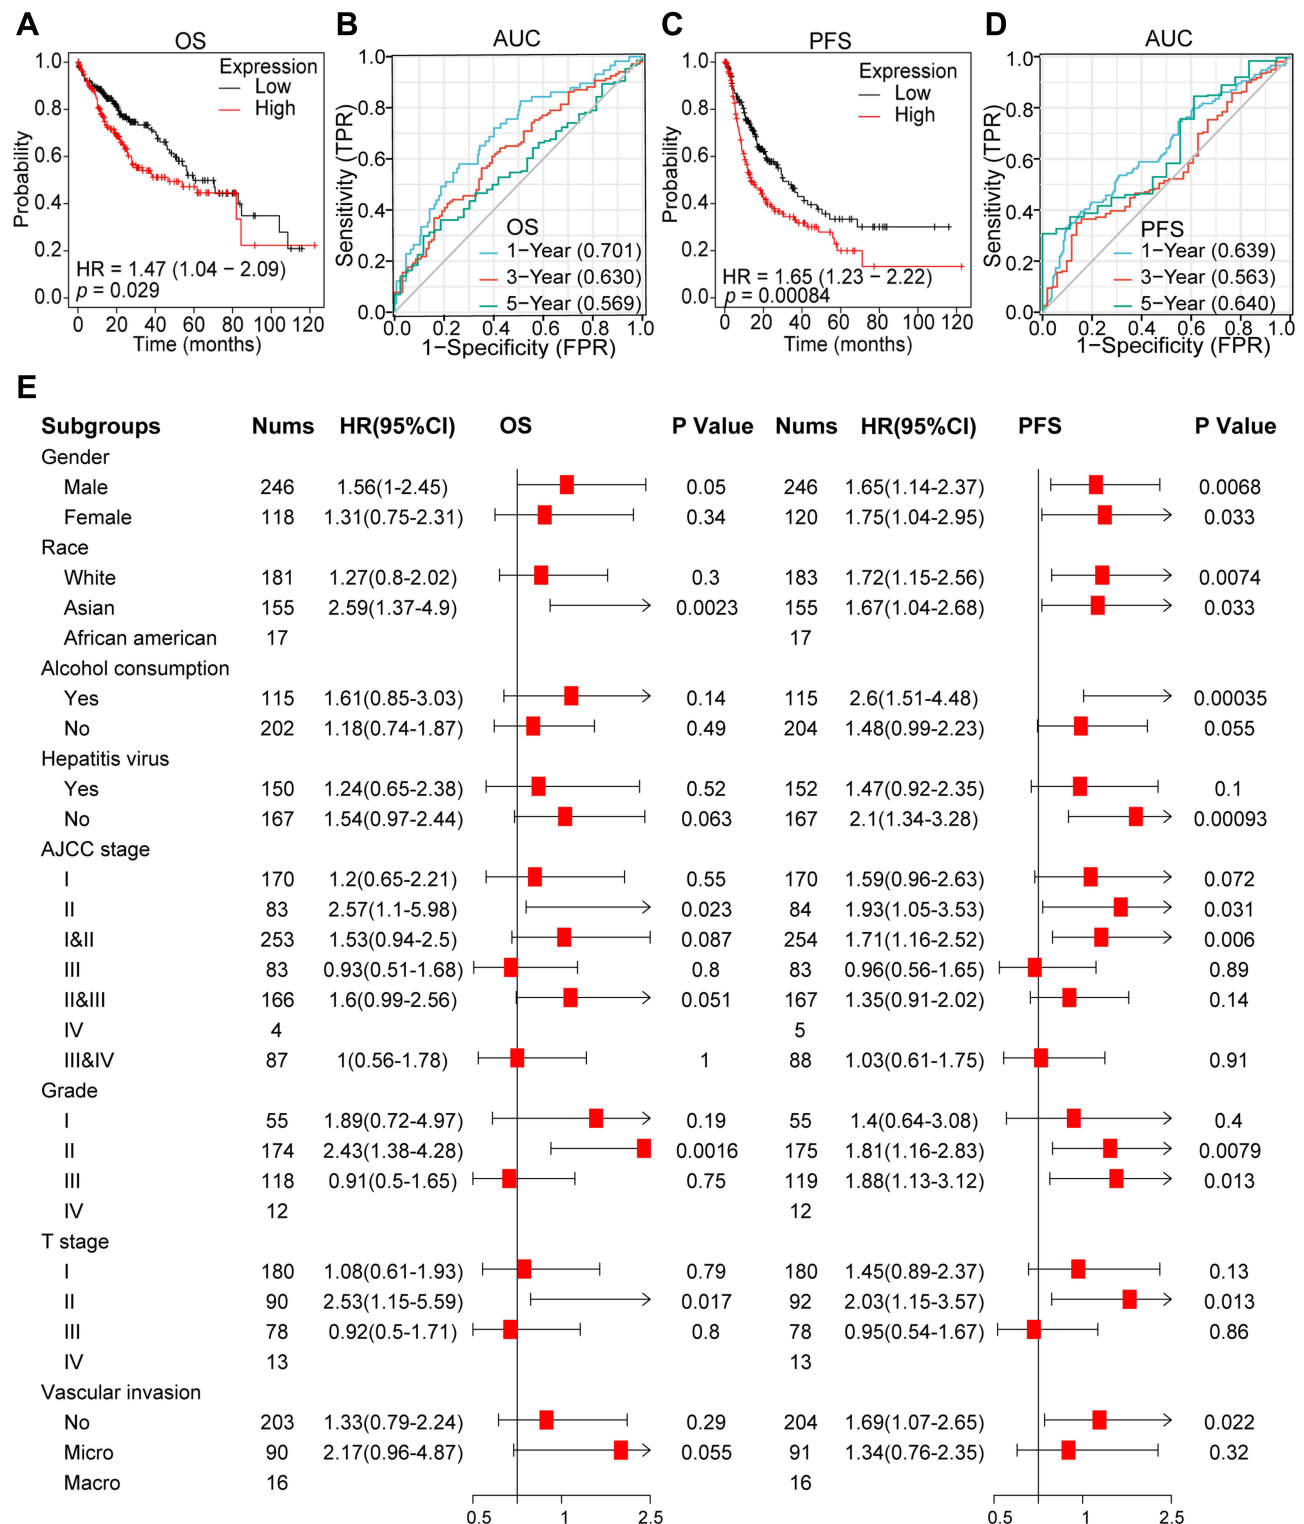 A
OS
1.0
0.8
0.6
0.4
0.2
0.0
Probability
Expression
Low
High
HR = 1.47 (1.04 − 2.09)
p = 0.029
0 20 40 60 80 100 120
Time (months)
B
AUC
1.0
0.8
0.6
0.4
0.2
0.0
Sensitivity (TPR)
OS
1−Year (0.701)
3−Year (0.630)
5−Year (0.569)
0.0 0.2 0.4 0.6 0.8 1.0
1−Specificity (FPR)
C
PFS
1.0
0.8
0.6
0.4
0.2
0.0
Probability
Expression
Low
High
HR = 1.65 (1.23 − 2.22)
p = 0.00084
0 20 40 60 80 100 120
Time (months)
D
AUC
1.0
0.8
0.6
0.4
0.2
0.0
Sensitivity (TPR)
PFS
1−Year (0.639)
3−Year (0.563)
5−Year (0.640)
0.0 0.2 0.4 0.6 0.8 1.0
1−Specificity (FPR)
E
Subgroups Nums HR(95%CI) OS P Value Nums HR(95%CI) PFS P Value
Gender
Male 246 1.56(1-2.45) 0.05 246 1.65(1.14-2.37) 0.0068
Female 118 1.31(0.75-2.31) 0.34 120 1.75(1.04-2.95) 0.033
Race
White 181 1.27(0.8-2.02) 0.3 183 1.72(1.15-2.56) 0.0074
Asian 155 2.59(1.37-4.9) 0.0023 155 1.67(1.04-2.68) 0.033
African american 17 17
Alcohol consumption
Yes 115 1.61(0.85-3.03) 0.14 115 2.6(1.51-4.48) 0.00035
No 202 1.18(0.74-1.87) 0.49 204 1.48(0.99-2.23) 0.055
Hepatitis virus
Yes 150 1.24(0.65-2.38) 0.52 152 1.47(0.92-2.35) 0.1
No 167 1.54(0.97-2.44) 0.063 167 2.1(1.34-3.28) 0.00093
AJCC stage
I 170 1.2(0.65-2.21) 0.55 170 1.59(0.96-2.63) 0.072
II 83 2.57(1.1-5.98) 0.023 84 1.93(1.05-3.53) 0.031
I&II 253 1.53(0.94-2.5) 0.087 254 1.71(1.16-2.52) 0.006
III 83 0.93(0.51-1.68) 0.8 83 0.96(0.56-1.65) 0.89
II&III 166 1.6(0.99-2.56) 0.051 167 1.35(0.91-2.02) 0.14
IV 4 5
III&IV 87 1(0.56-1.78) 1 88 1.03(0.61-1.75) 0.91
Grade
I 55 1.89(0.72-4.97) 0.19 55 1.4(0.64-3.08) 0.4
II 174 2.43(1.38-4.28) 0.0016 175 1.81(1.16-2.83) 0.0079
III 118 0.91(0.5-1.65) 0.75 119 1.88(1.13-3.12) 0.013
IV 12 12
T stage
I 180 1.08(0.61-1.93) 0.79 180 1.45(0.89-2.37) 0.13
II 90 2.53(1.15-5.59) 0.017 92 2.03(1.15-3.57) 0.013
III 78 0.92(0.5-1.71) 0.8 78 0.95(0.54-1.67) 0.86
IV 13 13
Vascular invasion
No 203 1.33(0.79-2.24) 0.29 204 1.69(1.07-2.65) 0.022
Micro 90 2.17(0.96-4.87) 0.055 91 1.34(0.76-2.35) 0.32
Macro 16 16
0.5 1 2.5 0.5 1 2.5